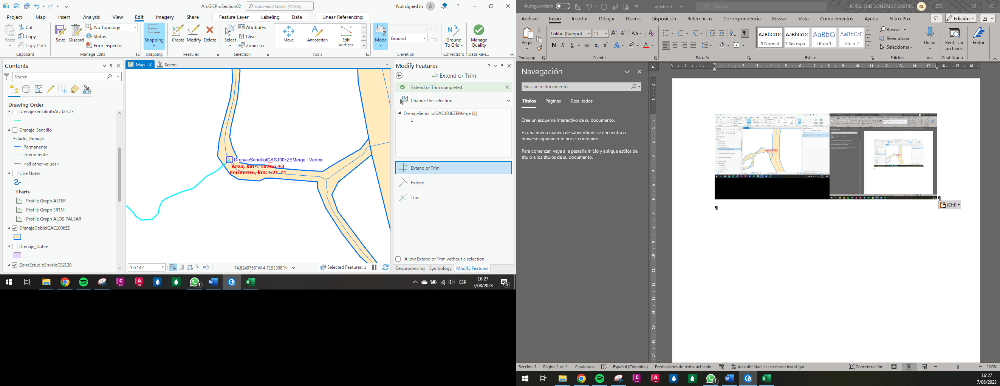 ArcGISProSection02
Command Search (Alt+Q)
Not signed in
Project
Map
Insert
Analysis
View
Edit
Imagery
Share
Feature Layer
Labeling
Data
Linear Referencing
Paste
Cut
Copy
Copy Path
Clipboard
Save
Discard
No Topology
Status
Error Inspector
Manage Edits
Snapping
Snapping
Create
Modify
Delete
Features
Select
Attributes
Clear
Zoom To
Selection
Move
Annotation
Edit
Vertices
Tools
Mode
m
Ground
Elevation
Ground
To Grid
Corrections
Manage
Quality
Data Revi...
Contents
Search
Drawing Order
DrenajeSencilloIGAC100kZE
Drenaje_Sencillo
Estado_Drenaje
Permanente
Intermitente
<all other values>
Line Notes
Charts
Profile Graph ASTER
Profile Graph SRTM
Profile Graph ALOS PALSAR
DrenajeDobleIGAC100kZE
Drenaje_Doble
ZonaEstudioEnveloCS2120
Map
Scene
DrenajeSencilloIGAC100kZEMerge : Vertex
Área, km²: 16766.43
Perímetro, km: 521.71
1:6,142
74.8249759°W 4.7193398°N
Selected Features: 1
Modify Features
Extend or Trim
Extend or Trim completed.
Change the selection.
DrenajeSencilloIGAC100kZEMerge (1)
1
Extend or Trim
Extend
Trim
Allow Extend or Trim without a selection
Geoprocessing
Symbology
Modify Features
ESP
16:27
7/08/2023
5
Autoguardado
ajustes.d...
Buscar
JORGE LUIS GONZALEZ CASTRO
GL
Archivo
Inicio
Insertar
Dibujar
Diseño
Disposición
Referencias
Correspondencia
Revisar
Vista
Complementos
Ayuda
Nitro Pro
Edición
Pegar
Portapap...
Calibri (Cuerpo)
11
Aa
N K S ab x₂ x²
Fuente
Párrafo
AaBbCcDc
¶ Normal
AaBbCcDc
¶ Sin espa...
AaBbCc
Título 1
AaBbCcD
Título 2
Estilos
Buscar
Reemplazar
Seleccionar
Edición
Dictar
Voz
Reutilizar
archivos
Reutilizar a...
Editor
Navegación
Buscar en documento
Títulos
Páginas
Resultados
Cree un esquema interactivo de su documento.
Es una buena manera de saber dónde se encuentra o
moverse rápidamente por el contenido.
Para comenzar, vaya a la pestaña Inicio y aplique estilos de
título a los títulos de su documento.
(Ctrl)
Sección: 1
Página 1 de 1
0 palabras
Español (Colombia)
Predicciones de texto: activado
Accesibilidad: es necesario investigar
Concentración
100%
16:27
7/08/2023